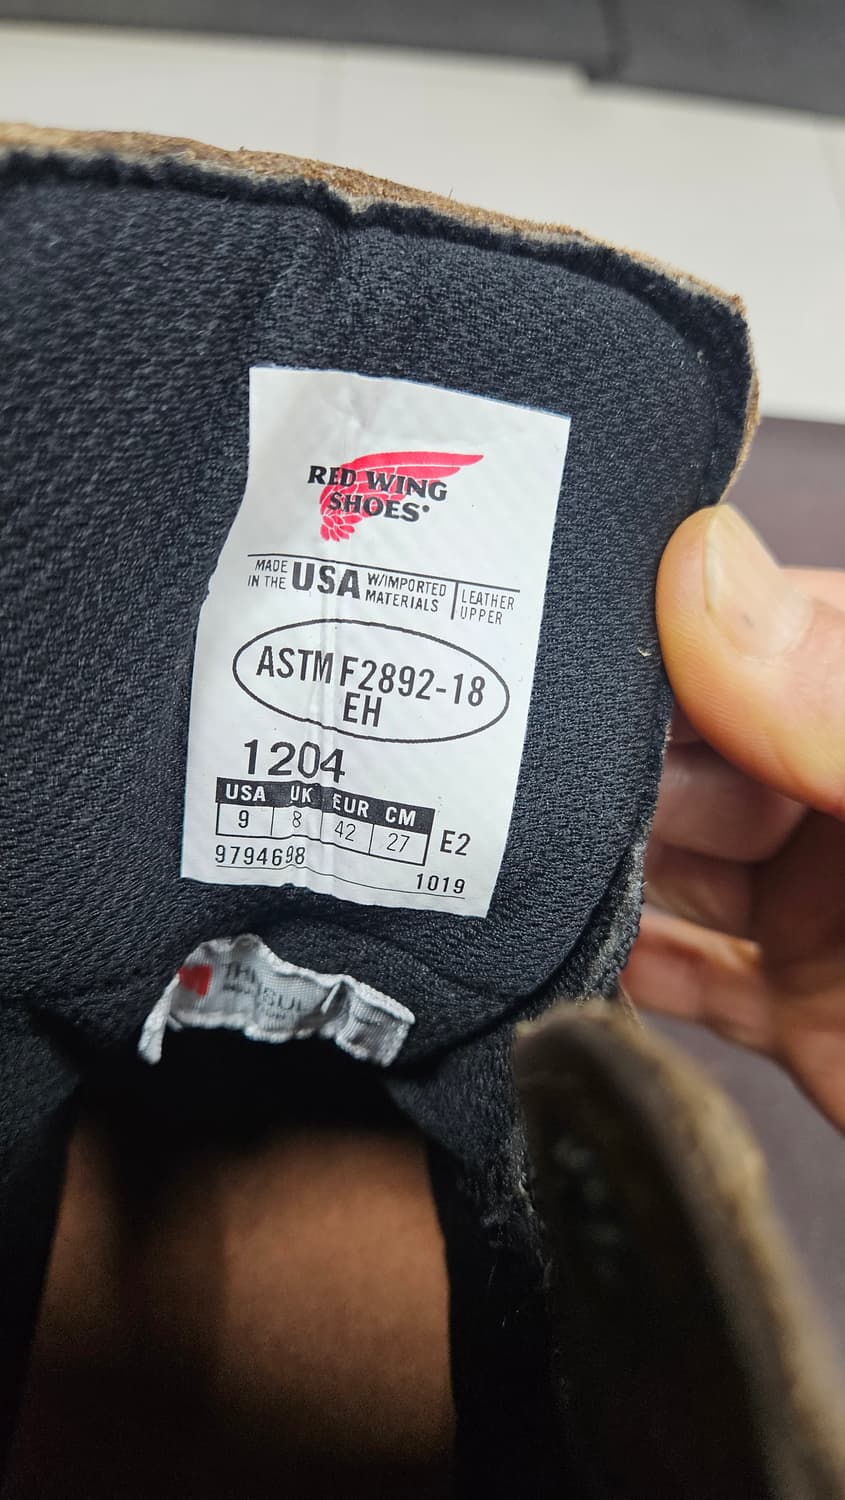 RED WING
SHOES
MADE IN THE USA W/IMPORTED MATERIALS LEATHER UPPER
ASTM F2892-18
EH
1204
USA UK EUR CM
9 8 42 27 E2
9794698
1019